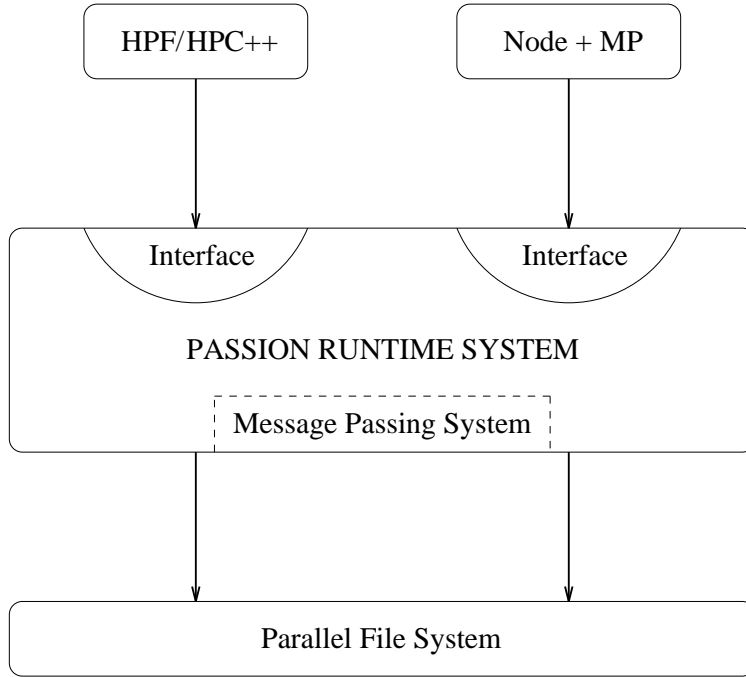 HPF/HPC++
Node + MP
Interface
Interface
PASSION RUNTIME SYSTEM
Message Passing System
Parallel File System